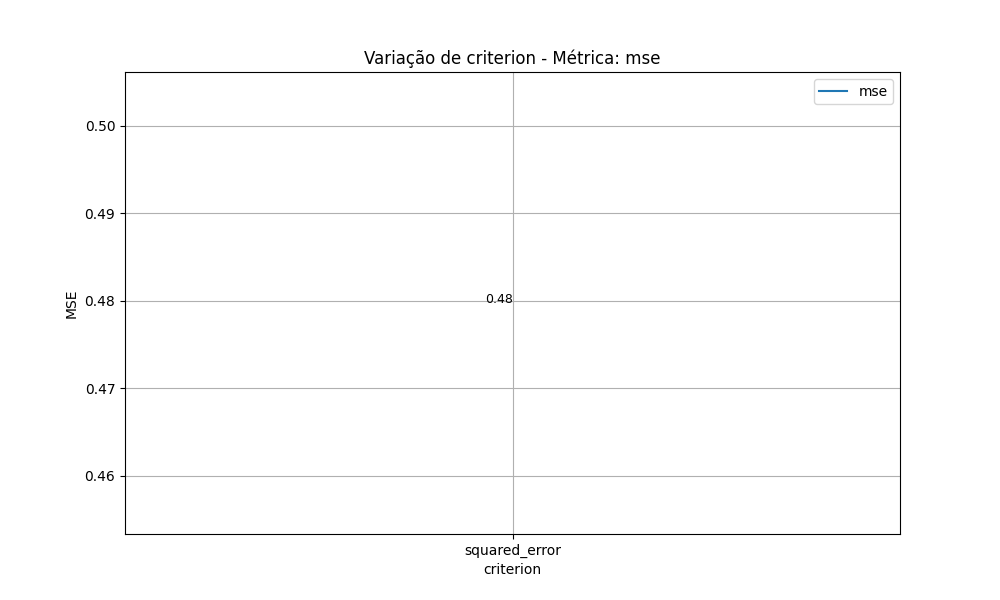 Variação de criterion - Métrica: mse
mse
0.50
0.49
0.48
0.47
0.46
MSE
0.48
squared_error
criterion